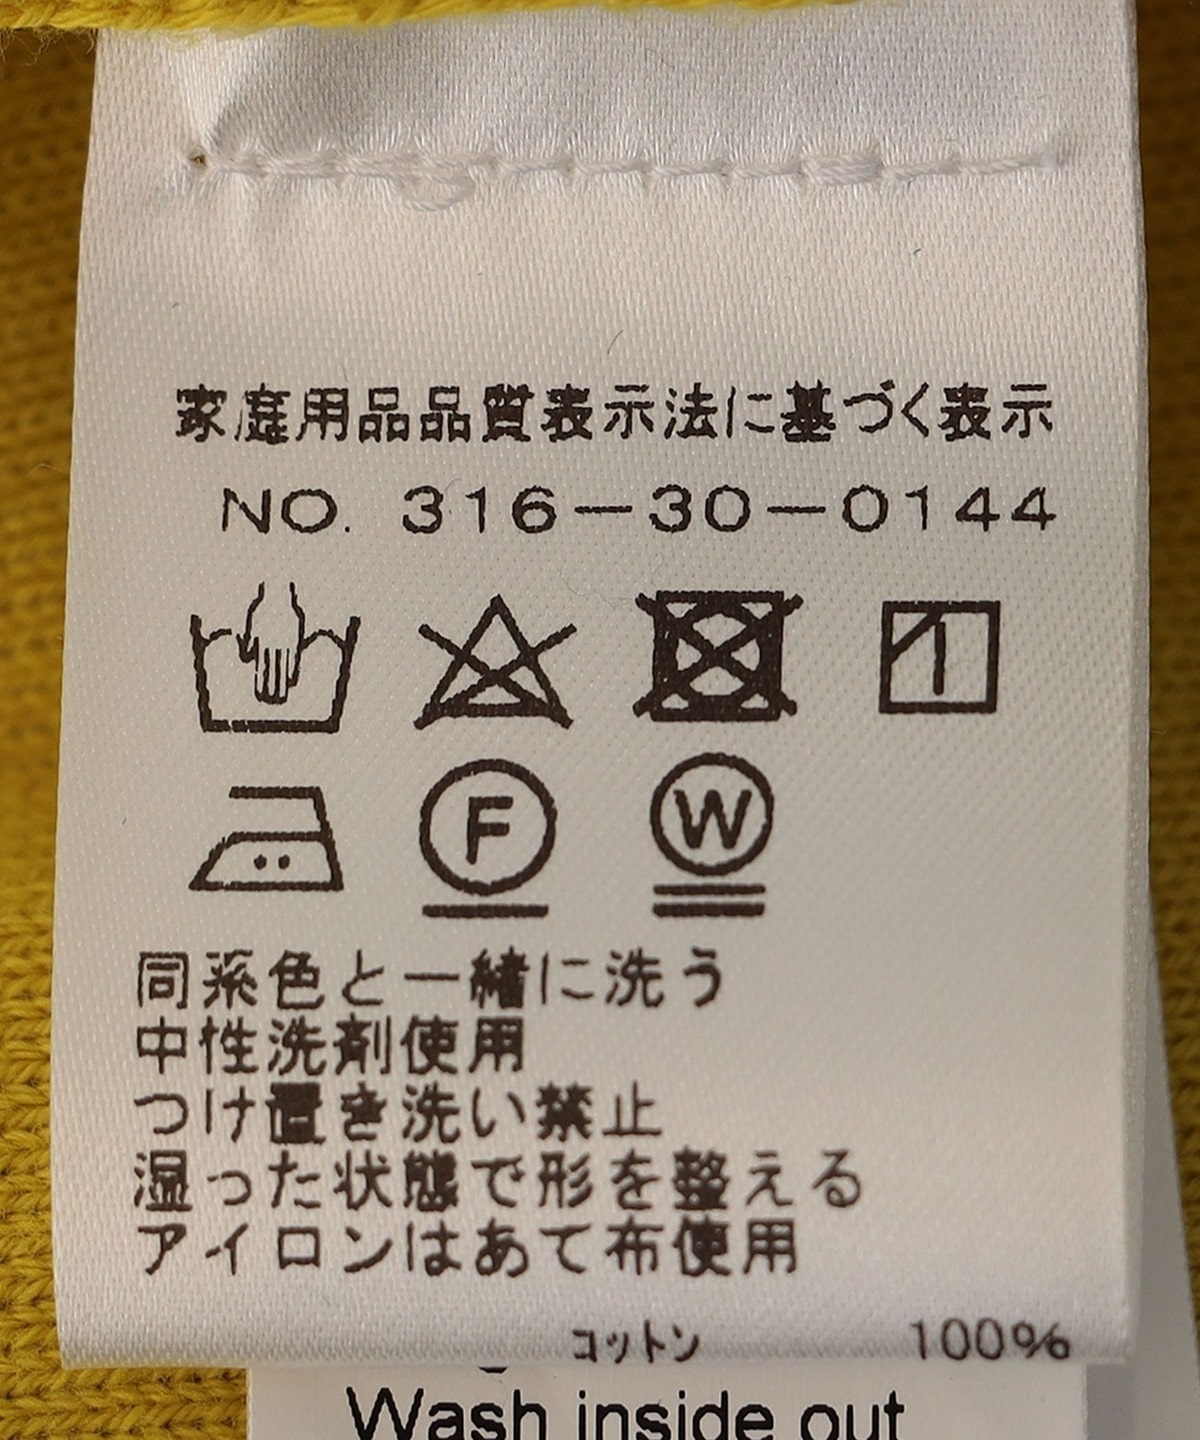 家庭用品品質表示法に基づく表示
NO. 316-30-0144
F
W
同系色と一緒に洗う
中性洗剤使用
つけ置き洗い禁止
湿った状態で形を整える
アイロンはあて布使用
コットン 100%
Wash inside out